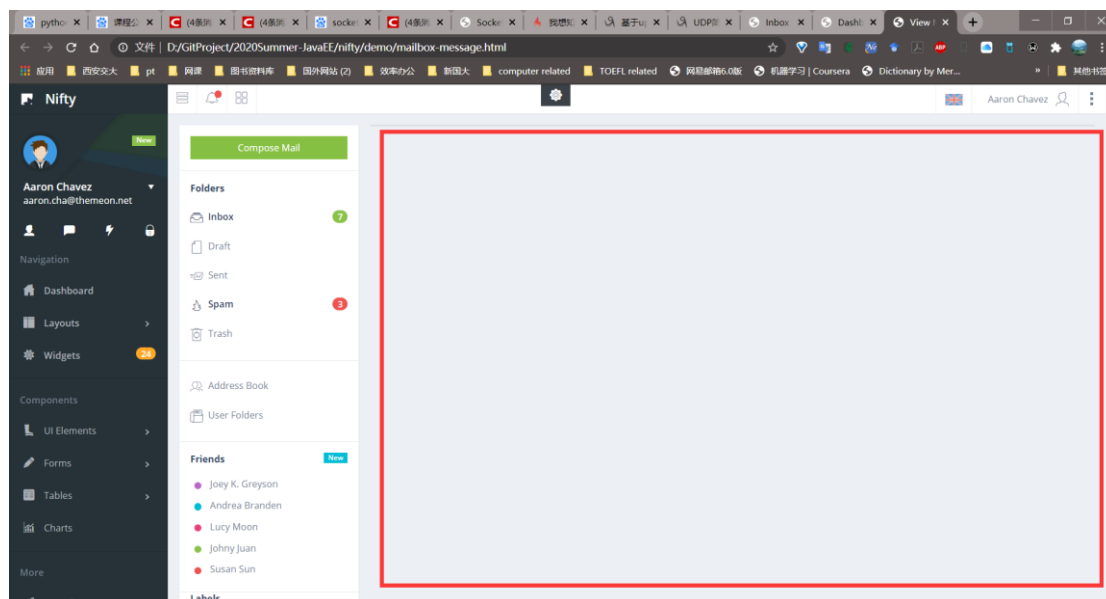 pytho
课程公
(4条消
(4条消
socke
(4条消
Socke
我想知
基于u
UDP
Inbox
Dashb
View
文件 | D:/GitProject/2020Summer-JavaEE/nifty/demo/mailbox-message.html
应用 西安交大 pt 网课 图书资料库 国外网站 (2) 效率办公 新国大 computer related TOEFL related 网易邮箱6.0版 机器学习 | Coursera Dictionary by Mer... » 其他书签
Nifty
Aaron Chavez
New
Compose Mail
Aaron Chavez
aaron.cha@themeon.net
Folders
Inbox 7
Draft
Sent
Spam 3
Trash
Address Book
User Folders
Friends New
Joey K. Greyson
Andrea Branden
Lucy Moon
Johny Juan
Susan Sun
Labels
Navigation
Dashboard
Layouts
Widgets 24
Components
UI Elements
Forms
Tables
Charts
More